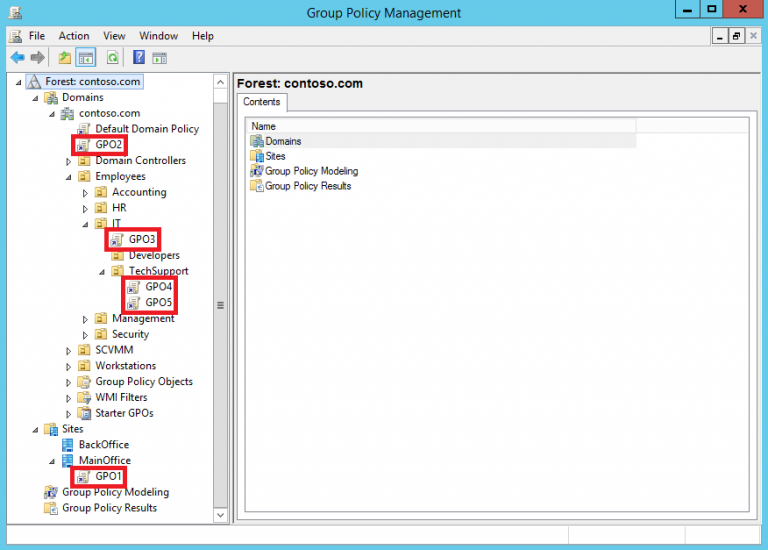 Group Policy Management
File Action View Window Help
Forest: contoso.com
Domains
contoso.com
Default Domain Policy
GPO2
Domain Controllers
Employees
Accounting
HR
IT
GPO3
Developers
TechSupport
GPO4
GPO5
Management
Security
SCVMM
Workstations
Group Policy Objects
WMI Filters
Starter GPOs
Sites
BackOffice
MainOffice
GPO1
Group Policy Modeling
Group Policy Results
Forest: contoso.com
Contents
Name
Domains
Sites
Group Policy Modeling
Group Policy Results